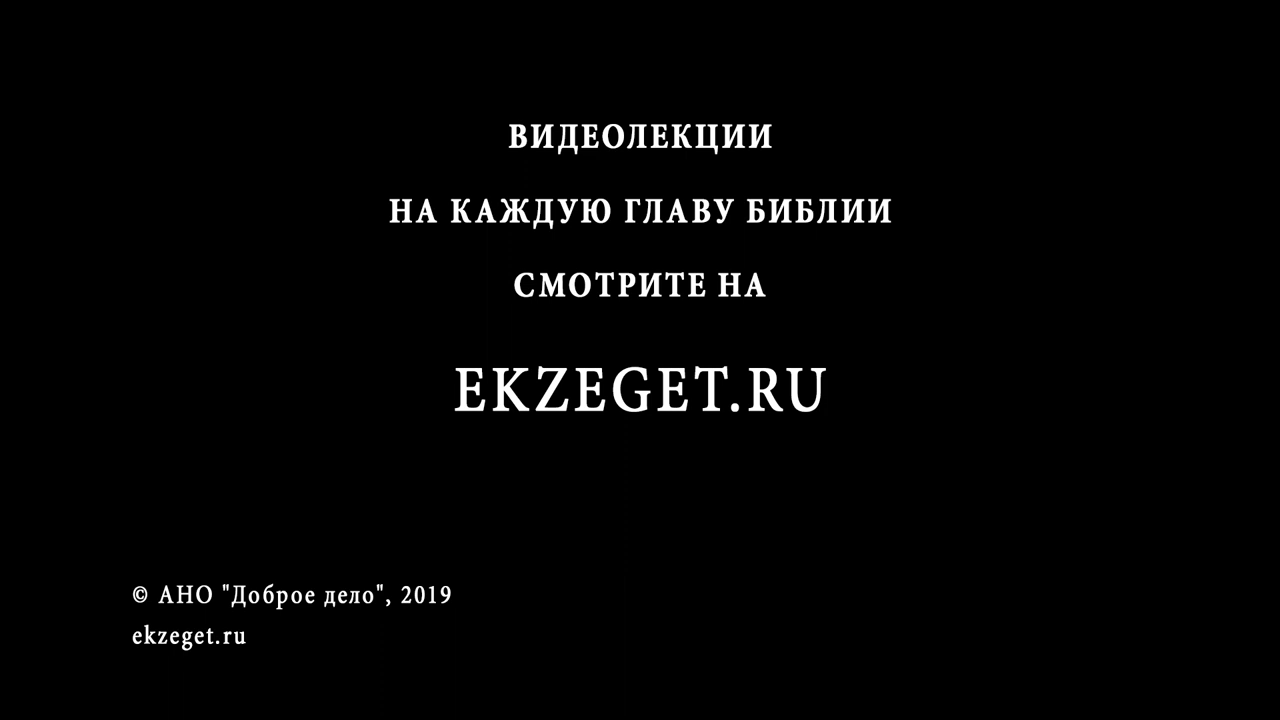 ВИДЕОЛЕКЦИИ
НА КАЖДУЮ ГЛАВУ БИБЛИИ
СМОТРИТЕ НА
EKZEGET.RU
© АНО "Доброе дело", 2019
ekzeget.ru